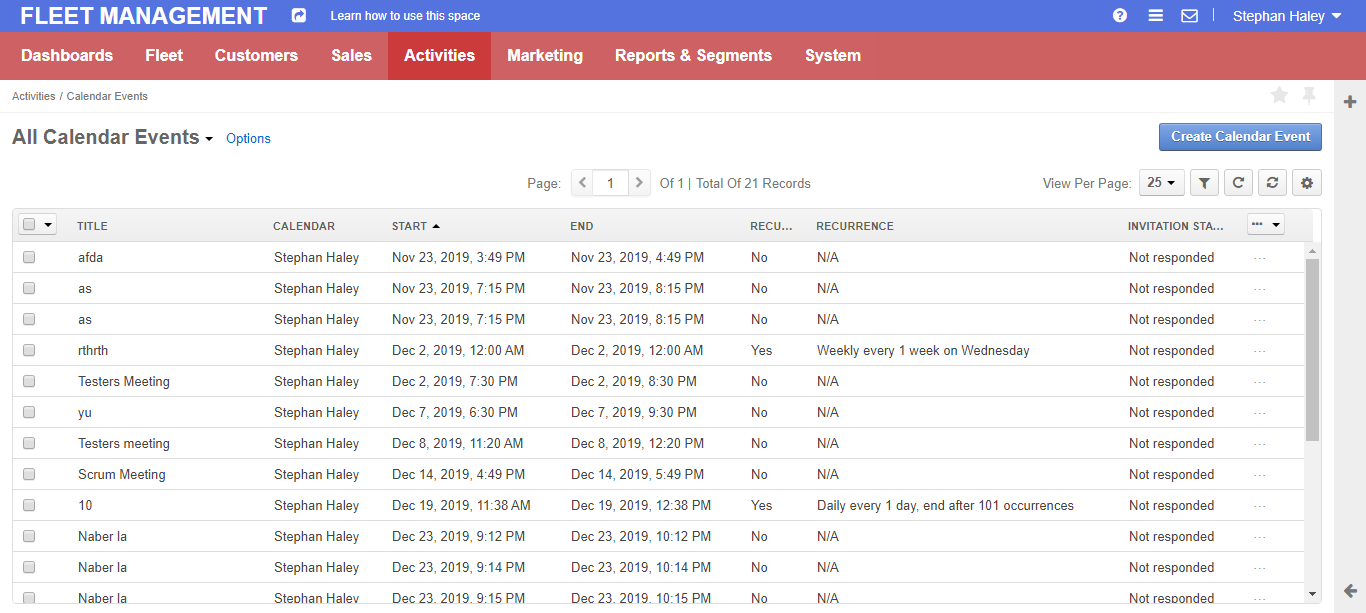 FLEET MANAGEMENT Learn how to use this space ? Stephan Haley
Dashboards Fleet Customers Sales Activities Marketing Reports & Segments System
Activities / Calendar Events
All Calendar Events Options Create Calendar Event
Page: 1 Of 1 | Total Of 21 Records View Per Page: 25
TITLE CALENDAR START END RECU... RECURRENCE INVITATION STA... ...
afda Stephan Haley Nov 23, 2019, 3:49 PM Nov 23, 2019, 4:49 PM No N/A Not responded ...
as Stephan Haley Nov 23, 2019, 7:15 PM Nov 23, 2019, 8:15 PM No N/A Not responded ...
as Stephan Haley Nov 23, 2019, 7:15 PM Nov 23, 2019, 8:15 PM No N/A Not responded ...
rthrth Stephan Haley Dec 2, 2019, 12:00 AM Dec 2, 2019, 12:00 AM Yes Weekly every 1 week on Wednesday Not responded ...
Testers Meeting Stephan Haley Dec 2, 2019, 7:30 PM Dec 2, 2019, 8:30 PM No N/A Not responded ...
yu Stephan Haley Dec 7, 2019, 6:30 PM Dec 7, 2019, 9:30 PM No N/A Not responded ...
Testers meeting Stephan Haley Dec 8, 2019, 11:20 AM Dec 8, 2019, 12:20 PM No N/A Not responded ...
Scrum Meeting Stephan Haley Dec 14, 2019, 4:49 PM Dec 14, 2019, 5:49 PM No N/A Not responded ...
10 Stephan Haley Dec 19, 2019, 11:38 AM Dec 19, 2019, 12:38 PM Yes Daily every 1 day, end after 101 occurrences Not responded ...
Naber la Stephan Haley Dec 23, 2019, 9:12 PM Dec 23, 2019, 10:12 PM No N/A Not responded ...
Naber la Stephan Haley Dec 23, 2019, 9:14 PM Dec 23, 2019, 10:14 PM No N/A Not responded ...
Naber la Stephan Haley Dec 23, 2019, 9:15 PM Dec 23, 2019, 10:15 PM No N/A Not responded ...